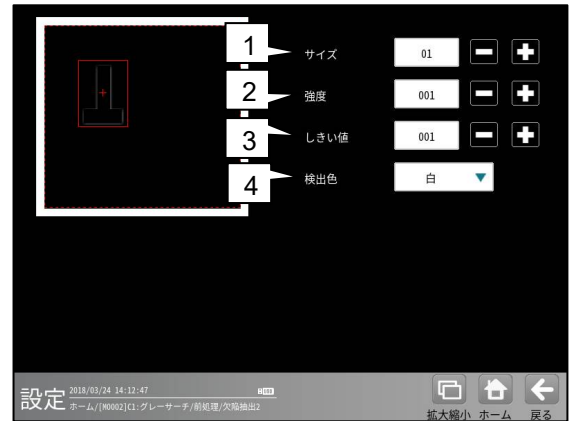 1
サイズ
01
2
強度
001
3
しきい値
001
4
検出色
白
設定
2018/03/24 14:12:47
ホーム/[M0002]C1:グレーサーチ/前処理/欠陥抽出2
拡大縮小
ホーム
戻る